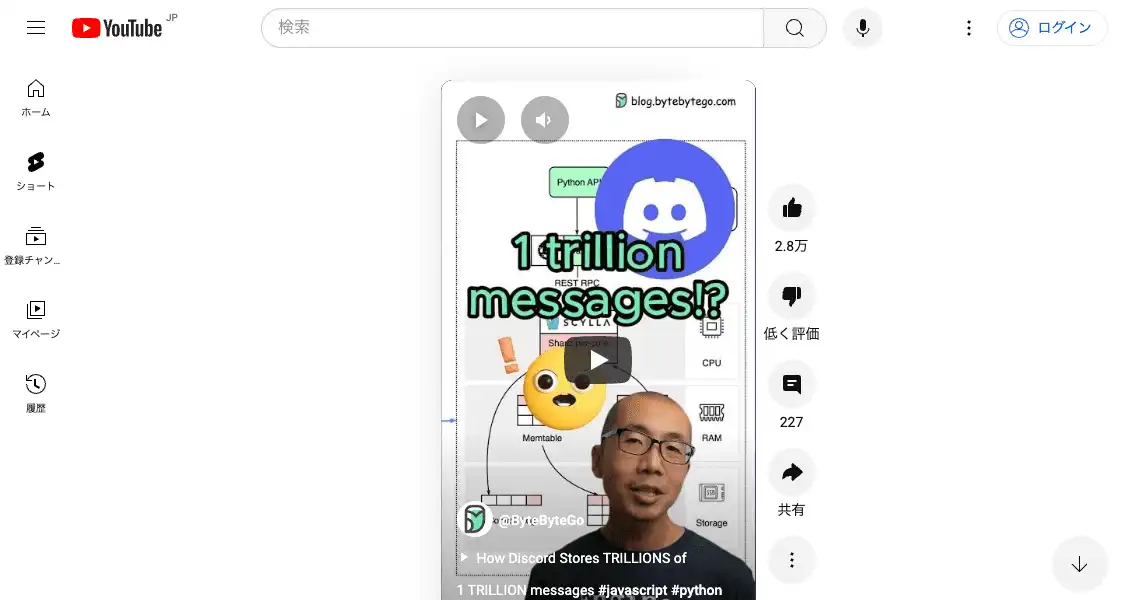 YouTube JP
検索
ログイン
ホーム
ショート
登録チャン...
マイページ
履歴
blog.bytebytego.com
Python API
1 trillion
messages!?
REST RPC
SCYLLA
CPU
RAM
Memtable
Storage
SSD
@ByteByteGo
How Discord Stores TRILLIONS of
1 TRILLION messages #javascript #python
2.8万
低く評価
227
共有